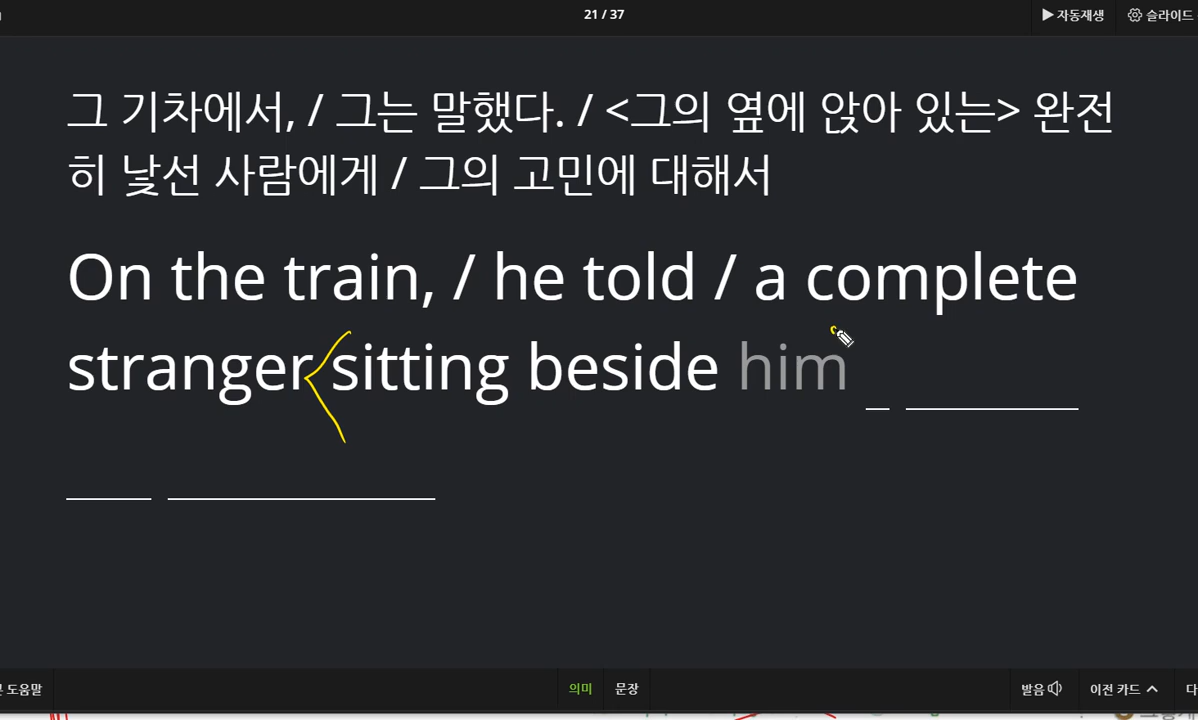 21 / 37
▶ 자동재생
슬라이드
그 기차에서, / 그는 말했다. / <그의 옆에 앉아 있는> 완전
히 낯선 사람에게 / 그의 고민에 대해서
On the train, / he told / a complete
stranger sitting beside him
도움말
의미
문장
발음
이전 카드